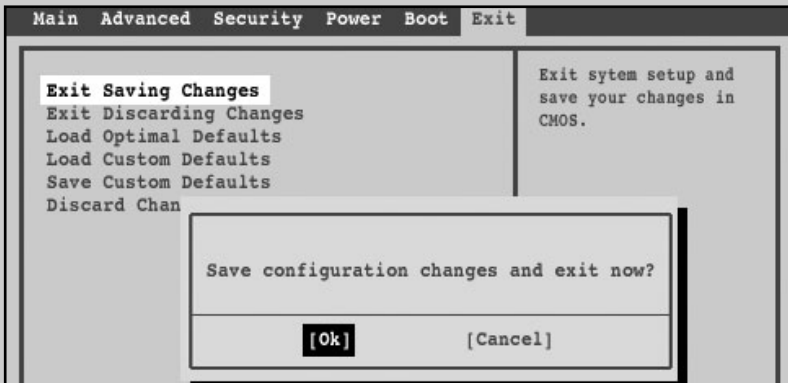 Main Advanced Security Power Boot Exit
Exit Saving Changes
Exit Discarding Changes
Load Optimal Defaults
Load Custom Defaults
Save Custom Defaults
Discard Chan
Exit sytem setup and
save your changes in
CMOS.
Save configuration changes and exit now?
[Ok] [Cancel]